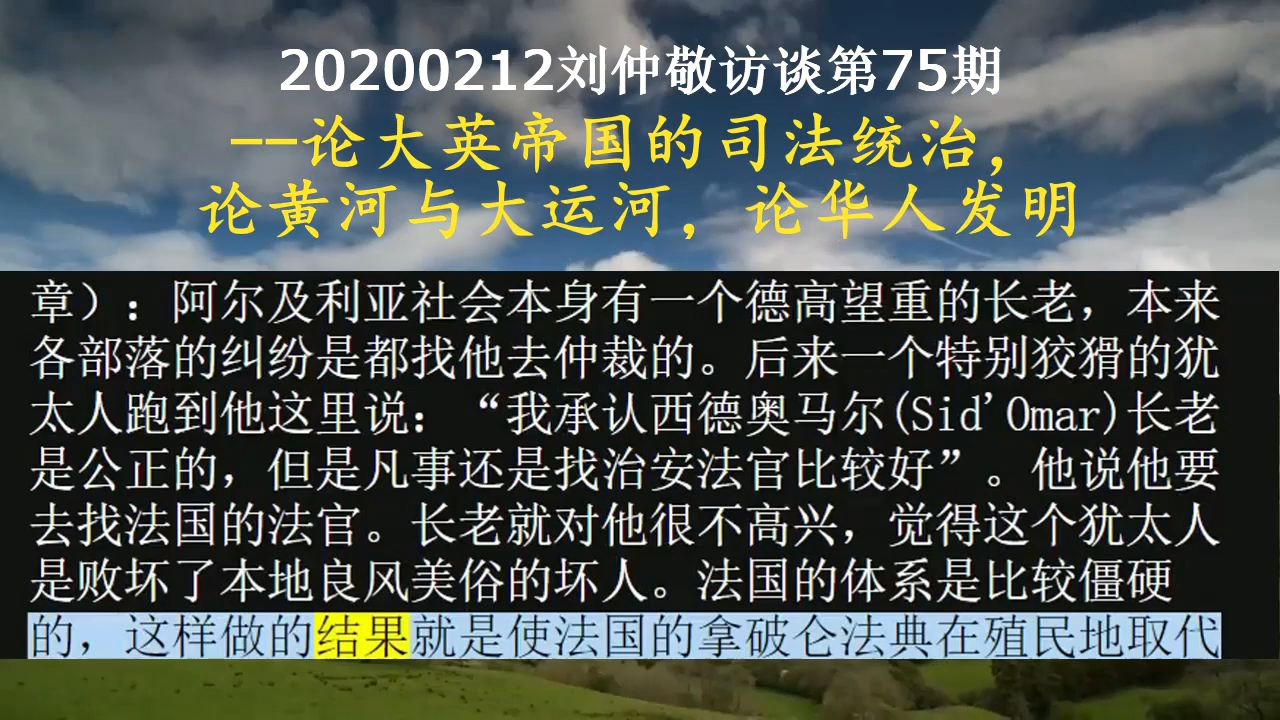 20200212刘仲敬访谈第75期
--论大英帝国的司法统治，
论黄河与大运河，论华人发明
章）：阿尔及利亚社会本身有一个德高望重的长老，本来
各部落的纠纷是都找他去仲裁的。后来一个特别狡猾的犹
太人跑到他这里说：“我承认西德奥马尔(Sid'Omar)长老
是公正的，但是凡事还是找治安法官比较好”。他说他要
去找法国的法官。长老就对他很不高兴，觉得这个犹太人
是败坏了本地良风美俗的坏人。法国的体系是比较僵硬
的，这样做的结果就是使法国的拿破仑法典在殖民地取代